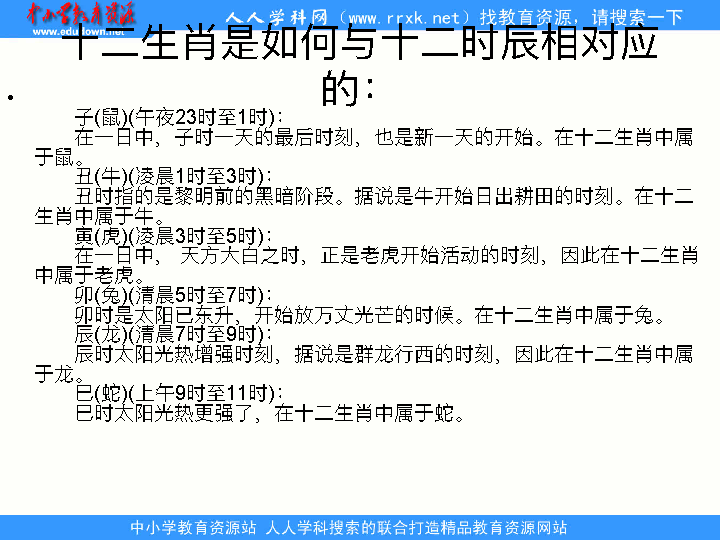 中小学教育资源
www.edudown.net
人人学科网（www.rrxk.net）找教育资源，请搜索一下
十二生肖是如何与十二时辰相对应
的：
子(鼠)(午夜23时至1时)：
在一日中，子时一天的最后时刻，也是新一天的开始。在十二生肖中属
于鼠。
丑(牛)(凌晨1时至3时)：
丑时指的是黎明前的黑暗阶段。据说是牛开始日出耕田的时刻。在十二
生肖中属于牛。
寅(虎)(凌晨3时至5时)：
在一日中， 天方大白之时，正是老虎开始活动的时刻，因此在十二生肖
中属于老虎。
卯(兔)(清晨5时至7时)：
卯时是太阳已东升，开始放万丈光芒的时候。在十二生肖中属于兔。
辰(龙)(清晨7时至9时)：
辰时太阳光热增强时刻，据说是群龙行西的时刻，因此在十二生肖中属
于龙。
巳(蛇)(上午9时至11时)：
巳时太阳光热更强了，在十二生肖中属于蛇。
中小学教育资源站 人人学科搜索的联合打造精品教育资源网站